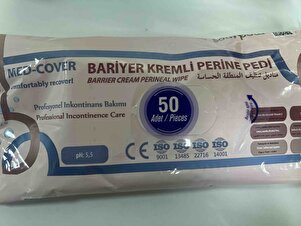 MED-COVER
comfortably recover!
BARİYER KREMLİ PERİNE PEDİ
BARRIER CREAM PERINEAL WIPE
مناديل تنظيف المنطقة الحساسة
Profesyonel İnkontinans Bakımı
Professional Incontinence Care
50
Adet / Pieces
pH: 5,5
CE ISO ISO ISO ISO
9001 13485 22716 14001